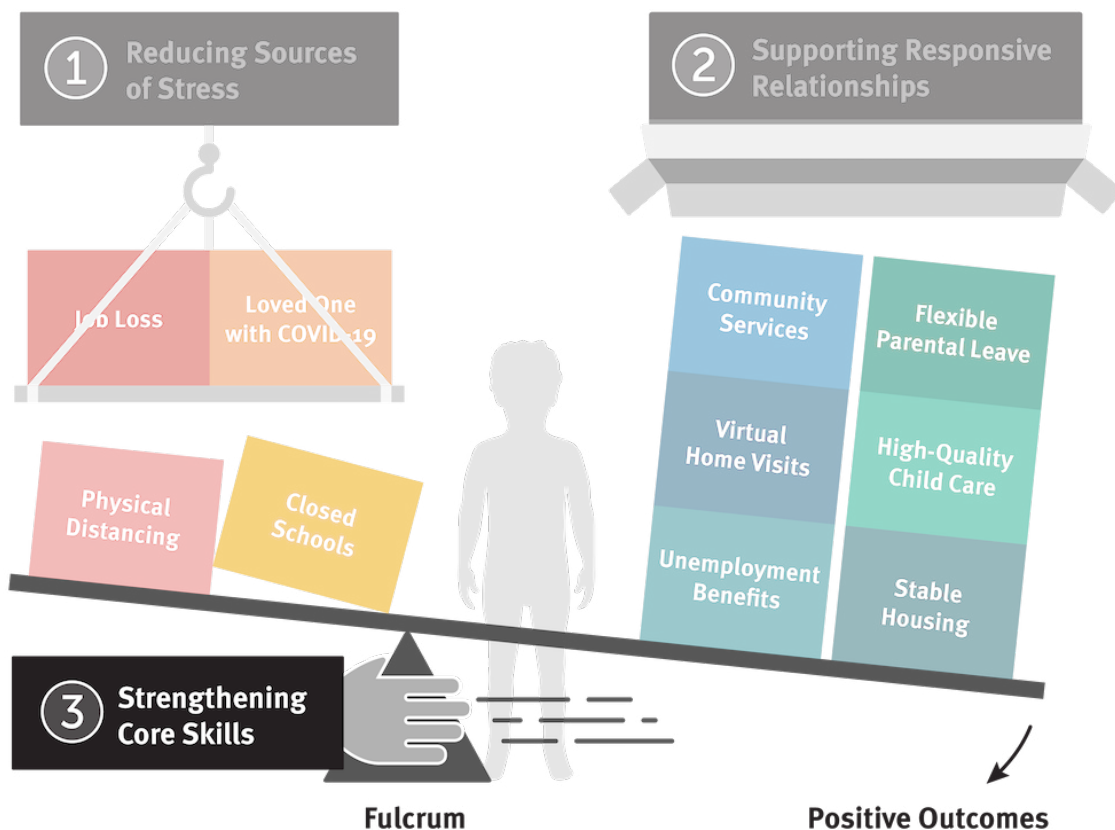 1
Reducing Sources
of Stress
2
Supporting Responsive
Relationships
Job Loss
Loved One
with COVID-19
Community
Services
Flexible
Parental Leave
Virtual
Home Visits
High-Quality
Child Care
Physical
Distancing
Closed
Schools
Unemployment
Benefits
Stable
Housing
3
Strengthening
Core Skills
Fulcrum
Positive Outcomes